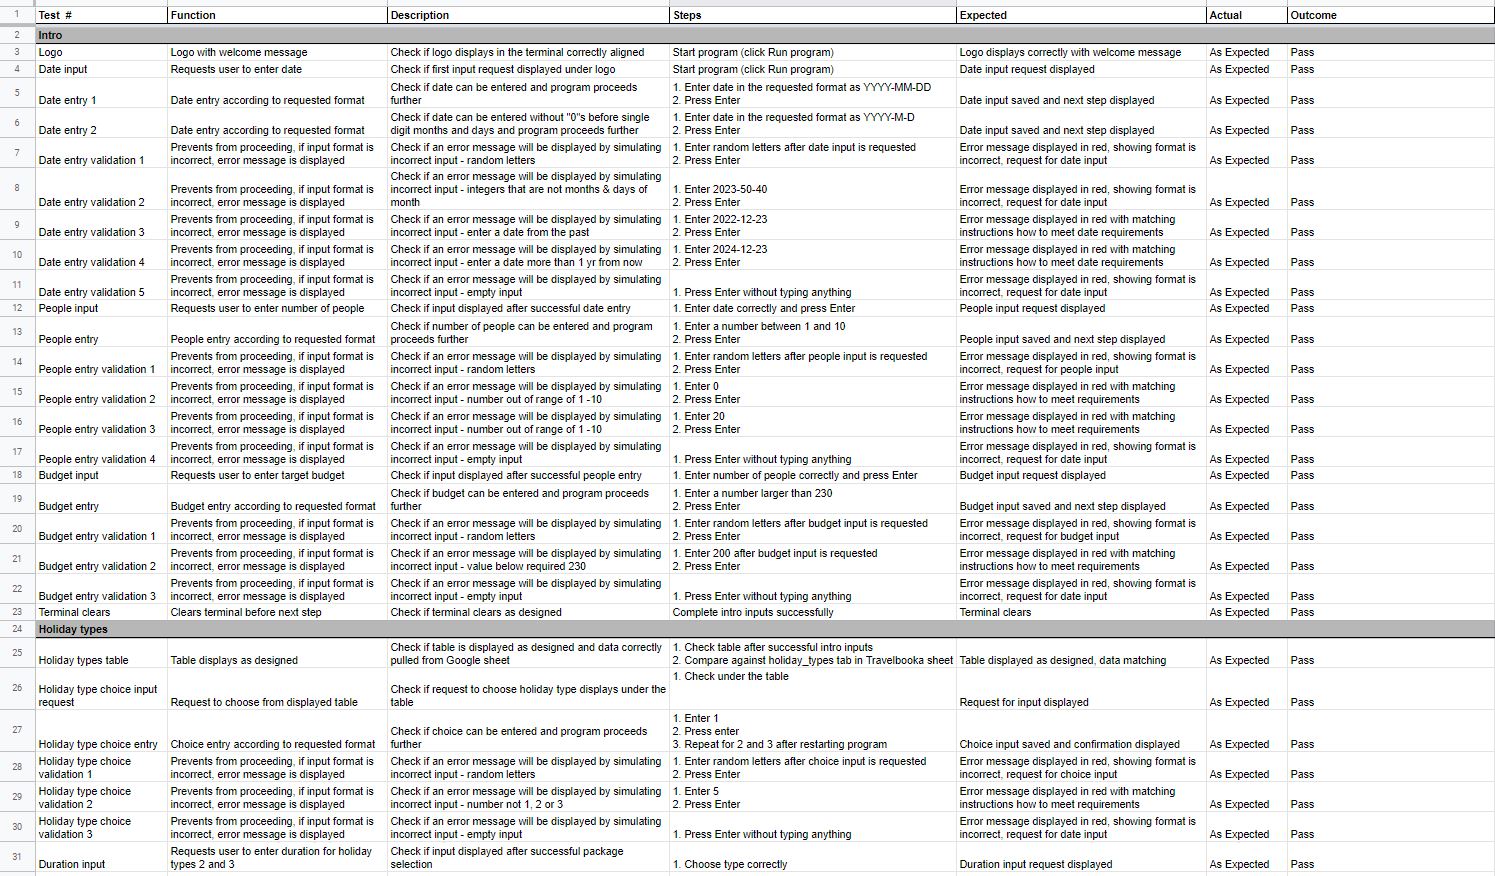 1 Test # Function Description Steps Expected Actual Outcome
2 Intro
3 Logo Logo with welcome message Check if logo displays in the terminal correctly aligned Start program (click Run program) Logo displays correctly with welcome message As Expected Pass
4 Date input Requests user to enter date Check if first input request displayed under logo Start program (click Run program) Date input request displayed As Expected Pass
Check if date can be entered and program proceeds 1. Enter date in the requested format as YYYY-MM-DD
5 Date entry 1 Date entry according to requested format further 2. Press Enter Date input saved and next step displayed As Expected Pass
Check if date can be entered without "0"s before single 1. Enter date in the requested format as YYYY-M-D
6 Date entry 2 Date entry according to requested format digit months and days and program proceeds further 2. Press Enter Date input saved and next step displayed As Expected Pass
Prevents from proceeding, if input format is Check if an error message will be displayed by simulating 1. Enter random letters after date input is requested Error message displayed in red, showing format is
7 Date entry validation 1 incorrect, error message is displayed incorrect input - random letters 2. Press Enter incorrect, request for date input As Expected Pass
Check if an error message will be displayed by simulating
Prevents from proceeding, if input format is incorrect input - integers that are not months & days of 1. Enter 2023-50-40 Error message displayed in red, showing format is
8 Date entry validation 2 incorrect, error message is displayed month 2. Press Enter incorrect, request for date input As Expected Pass
Prevents from proceeding, if input format is Check if an error message will be displayed by simulating 1. Enter 2022-12-23 Error message displayed in red with matching
9 Date entry validation 3 incorrect, error message is displayed incorrect input - enter a date from the past 2. Press Enter instructions how to meet date requirements As Expected Pass
Prevents from proceeding, if input format is Check if an error message will be displayed by simulating 1. Enter 2024-12-23 Error message displayed in red with matching
10 Date entry validation 4 incorrect, error message is displayed incorrect input - enter a date more than 1 yr from now 2. Press Enter instructions how to meet date requirements As Expected Pass
Prevents from proceeding, if input format is Check if an error message will be displayed by simulating Error message displayed in red, showing format is
11 Date entry validation 5 incorrect, error message is displayed incorrect input - empty input 1. Press Enter without typing anything incorrect, request for date input As Expected Pass
12 People input Requests user to enter number of people Check if input displayed after successful date entry 1. Enter date correctly and press Enter People input request displayed As Expected Pass
Check if number of people can be entered and program 1. Enter a number between 1 and 10
13 People entry People entry according to requested format proceeds further 2. Press Enter People input saved and next step displayed As Expected Pass
Prevents from proceeding, if input format is Check if an error message will be displayed by simulating 1. Enter random letters after people input is requested Error message displayed in red, showing format is
14 People entry validation 1 incorrect, error message is displayed incorrect input - random letters 2. Press Enter incorrect, request for people input As Expected Pass
Prevents from proceeding, if input format is Check if an error message will be displayed by simulating 1. Enter 0 Error message displayed in red with matching
15 People entry validation 2 incorrect, error message is displayed incorrect input - number out of range of 1 -10 2. Press Enter instructions how to meet requirements As Expected Pass
Prevents from proceeding, if input format is Check if an error message will be displayed by simulating 1. Enter 20 Error message displayed in red with matching
16 People entry validation 3 incorrect, error message is displayed incorrect input - number out of range of 1 -10 2. Press Enter instructions how to meet requirements As Expected Pass
Prevents from proceeding, if input format is Check if an error message will be displayed by simulating Error message displayed in red, showing format is
17 People entry validation 4 incorrect, error message is displayed incorrect input - empty input 1. Press Enter without typing anything incorrect, request for date input As Expected Pass
18 Budget input Requests user to enter target budget Check if input displayed after successful people entry 1. Enter number of people correctly and press Enter Budget input request displayed As Expected Pass
Check if budget can be entered and program proceeds 1. Enter a number larger than 230
19 Budget entry Budget entry according to requested format further 2. Press Enter Budget input saved and next step displayed As Expected Pass
Prevents from proceeding, if input format is Check if an error message will be displayed by simulating 1. Enter random letters after budget input is requested Error message displayed in red, showing format is
20 Budget entry validation 1 incorrect, error message is displayed incorrect input - random letters 2. Press Enter incorrect, request for budget input As Expected Pass
Prevents from proceeding, if input format is Check if an error message will be displayed by simulating 1. Enter 200 after budget input is requested Error message displayed in red with matching
21 Budget entry validation 2 incorrect, error message is displayed incorrect input - value below required 230 2. Press Enter instructions how to meet requirements As Expected Pass
Prevents from proceeding, if input format is Check if an error message will be displayed by simulating Error message displayed in red, showing format is
22 Budget entry validation 3 incorrect, error message is displayed incorrect input - empty input 1. Press Enter without typing anything incorrect, request for date input As Expected Pass
23 Terminal clears Clears terminal before next step Check if terminal clears as designed Complete intro inputs successfully Terminal clears As Expected Pass
24 Holiday types
Check if table is displayed as designed and data correctly 1. Check table after successful intro inputs
25 Holiday types table Table displays as designed pulled from Google sheet 2. Compare against holiday_types tab in Travelbooka sheet Table displayed as designed, data matching As Expected Pass
1. Check under the table
Holiday type choice input Check if request to choose holiday type displays under the
26 request Request to choose from displayed table table Request for input displayed As Expected Pass
1. Enter 1
Check if choice can be entered and program proceeds 2. Press enter
27 Holiday type choice entry Choice entry according to requested format further 3. Repeat for 2 and 3 after restarting program Choice input saved and confirmation displayed As Expected Pass
Holiday type choice Prevents from proceeding, if input format is Check if an error message will be displayed by simulating 1. Enter random letters after choice input is requested Error message displayed in red, showing format is
28 validation 1 incorrect, error message is displayed incorrect input - random letters 2. Press Enter incorrect, request for choice input As Expected Pass
Holiday type choice Prevents from proceeding, if input format is Check if an error message will be displayed by simulating 1. Enter 5 Error message displayed in red with matching
29 validation 2 incorrect, error message is displayed incorrect input - number not 1, 2 or 3 2. Press Enter instructions how to meet requirements As Expected Pass
Holiday type choice Prevents from proceeding, if input format is Check if an error message will be displayed by simulating Error message displayed in red, showing format is
30 validation 3 incorrect, error message is displayed incorrect input - empty input 1. Press Enter without typing anything incorrect, request for date input As Expected Pass
Requests user to enter duration for holiday Check if input displayed after successful package
31 Duration input types 2 and 3 selection 1. Choose type correctly Duration input request displayed As Expected Pass